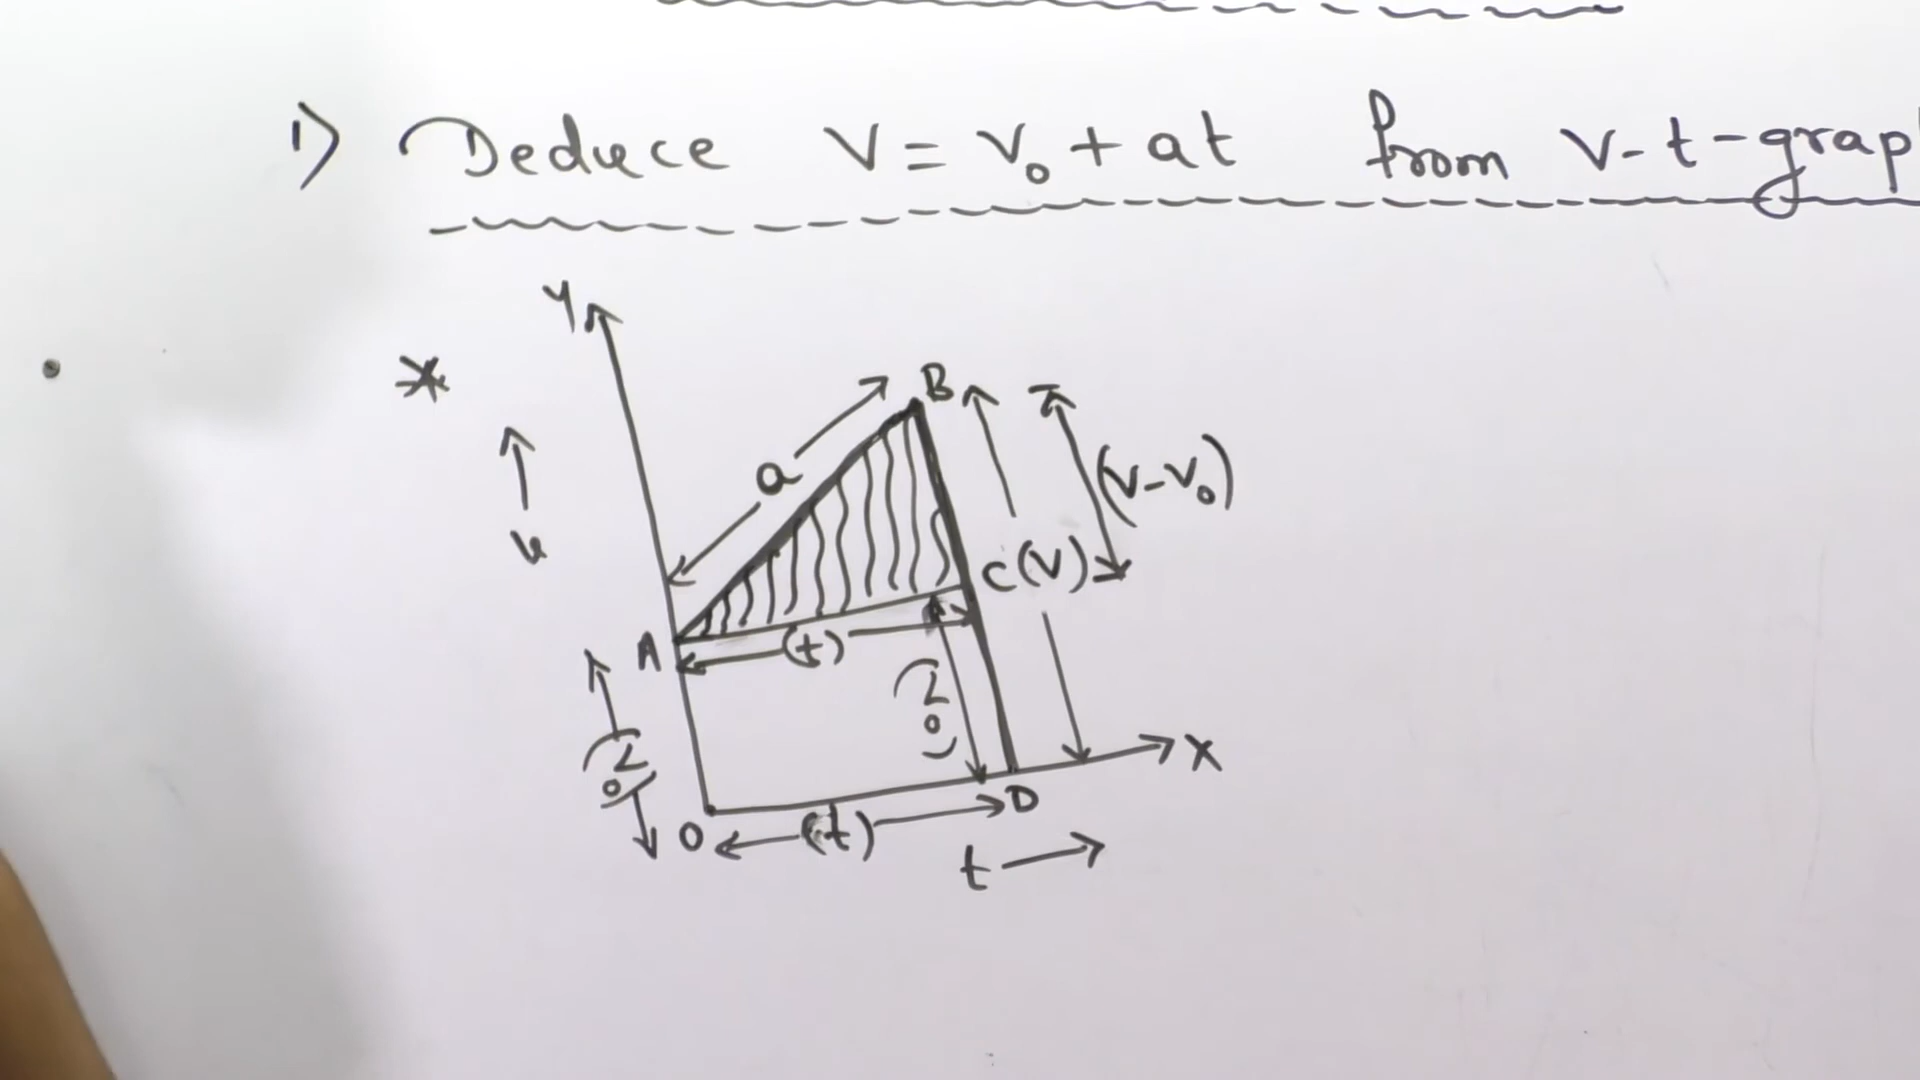 1) Deduce V = V₀ + at from v-t-grap
Y
*
B
a
(V-V₀)
v
C(V)
A
(t)
(V₀)
(V₀)
X
O
(t)
D
t